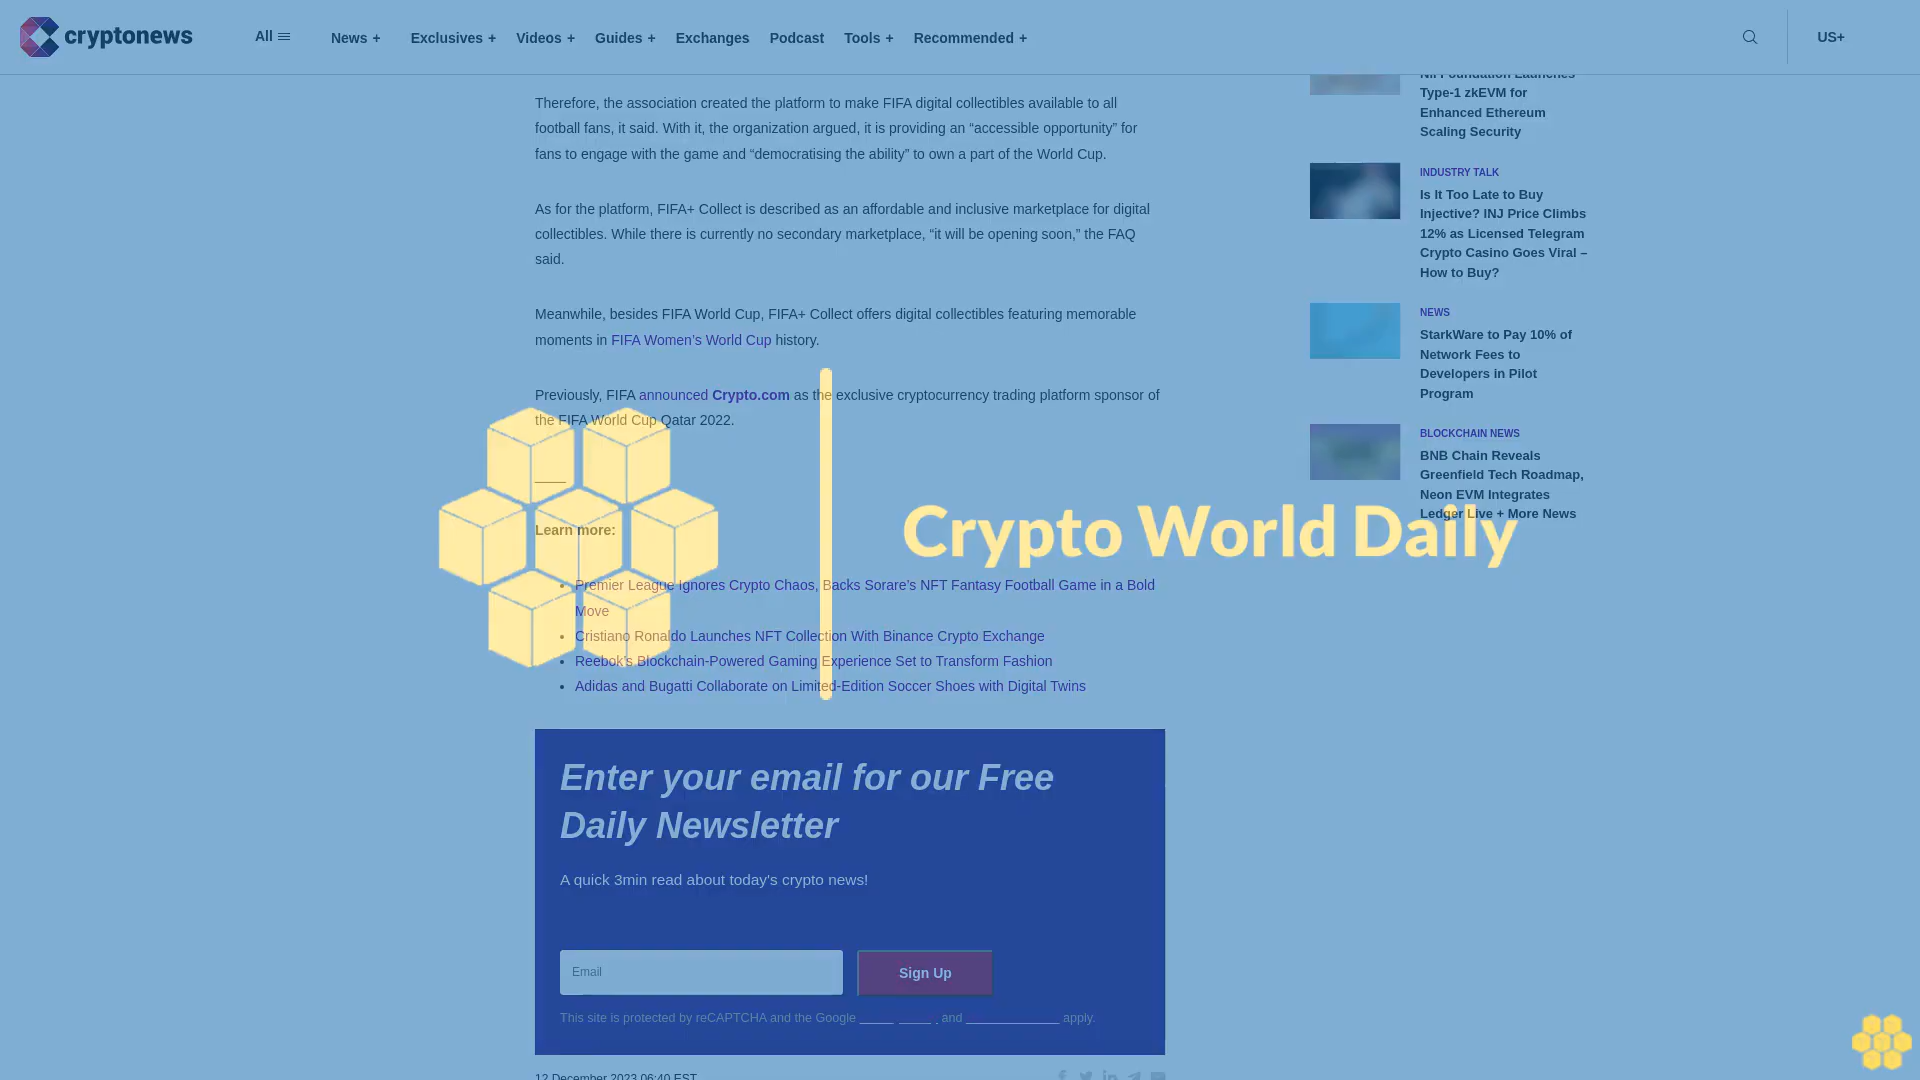 cryptonews
All
News +
Exclusives +
Videos +
Guides +
Exchanges
Podcast
Tools +
Recommended +
US+
Therefore, the association created the platform to make FIFA digital collectibles available to all
football fans, it said. With it, the organization argued, it is providing an “accessible opportunity” for
fans to engage with the game and “democratising the ability” to own a part of the World Cup.
As for the platform, FIFA+ Collect is described as an affordable and inclusive marketplace for digital
collectibles. While there is currently no secondary marketplace, “it will be opening soon,” the FAQ
said.
Meanwhile, besides FIFA World Cup, FIFA+ Collect offers digital collectibles featuring memorable
moments in FIFA Women’s World Cup history.
Previously, FIFA announced Crypto.com as the exclusive cryptocurrency trading platform sponsor of
the FIFA World Cup Qatar 2022.
Learn more:
Premier League Ignores Crypto Chaos, Backs Sorare’s NFT Fantasy Football Game in a Bold
Move
Cristiano Ronaldo Launches NFT Collection With Binance Crypto Exchange
Reebok’s Blockchain-Powered Gaming Experience Set to Transform Fashion
Adidas and Bugatti Collaborate on Limited-Edition Soccer Shoes with Digital Twins
Enter your email for our Free
Daily Newsletter
A quick 3min read about today's crypto news!
Email
Sign Up
This site is protected by reCAPTCHA and the Google and apply.
12 December 2023 06:40 EST
Foundation Launches
Type-1 zkEVM for
Enhanced Ethereum
Scaling Security
INDUSTRY TALK
Is It Too Late to Buy
Injective? INJ Price Climbs
12% as Licensed Telegram
Crypto Casino Goes Viral –
How to Buy?
NEWS
StarkWare to Pay 10% of
Network Fees to
Developers in Pilot
Program
BLOCKCHAIN NEWS
BNB Chain Reveals
Greenfield Tech Roadmap,
Neon EVM Integrates
Ledger Live + More News
Crypto World Daily